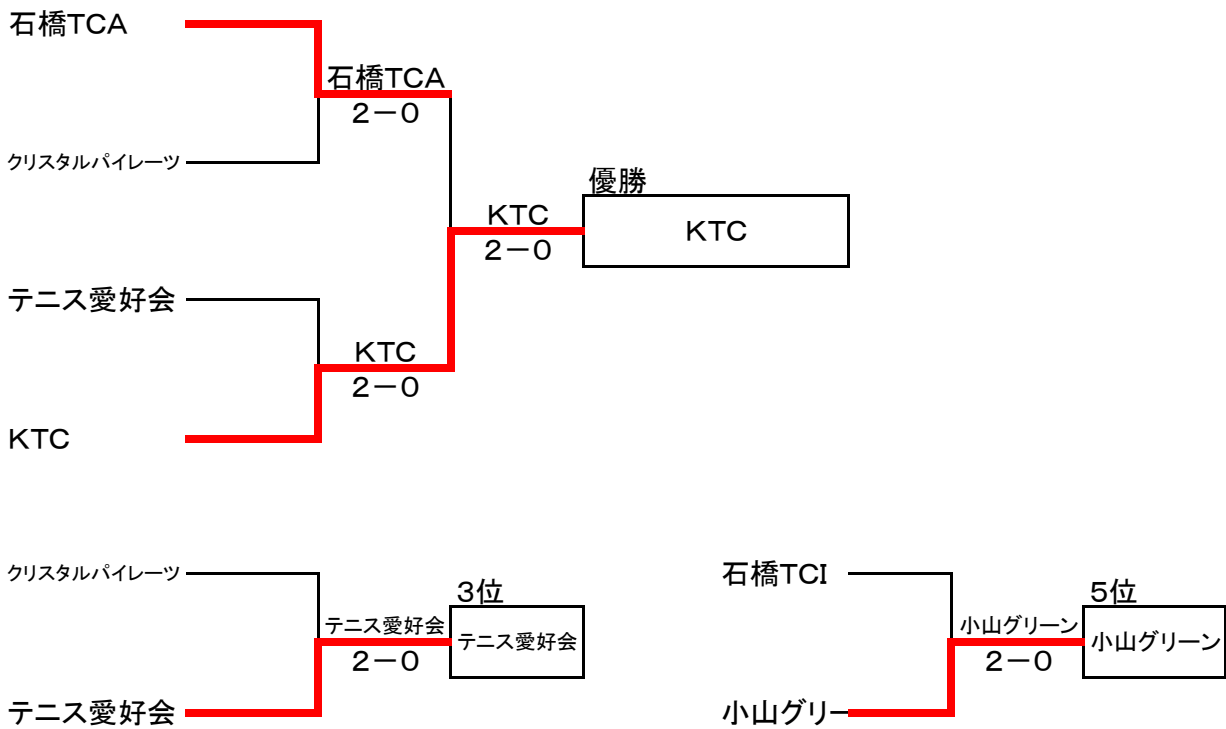 石橋TCA
石橋TCA
2－0
クリスタルパイレーツ
優勝
KTC
2－0
KTC
テニス愛好会
KTC
2－0
KTC
クリスタルパイレーツ
3位
テニス愛好会
2－0
テニス愛好会
テニス愛好会
石橋TCI
5位
小山グリーン
2－0
小山グリーン
小山グリー